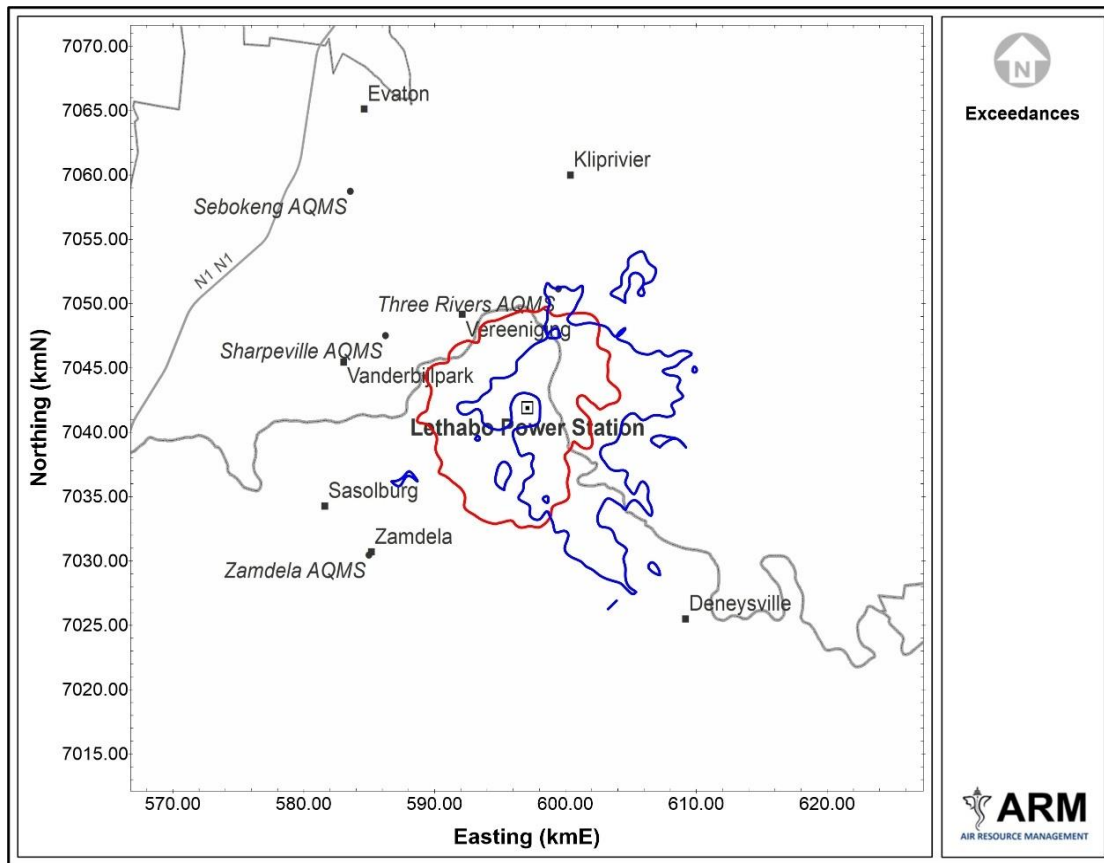 7070.00
7065.00
7060.00
7055.00
7050.00
7045.00
7040.00
7035.00
7030.00
7025.00
7020.00
7015.00
Northing (kmN)
Evaton
Kliprivier
Sebokeng AQMS
N1 N1
Three Rivers AQMS
Vereeniging
Sharpeville AQMS
Vanderbijlpark
Lethabo Power Station
Sasolburg
Zamdela
Zamdela AQMS
Deneysville
570.00 580.00 590.00 600.00 610.00 620.00
Easting (kmE)
N
Exceedances
ARM
AIR RESOURCE MANAGEMENT